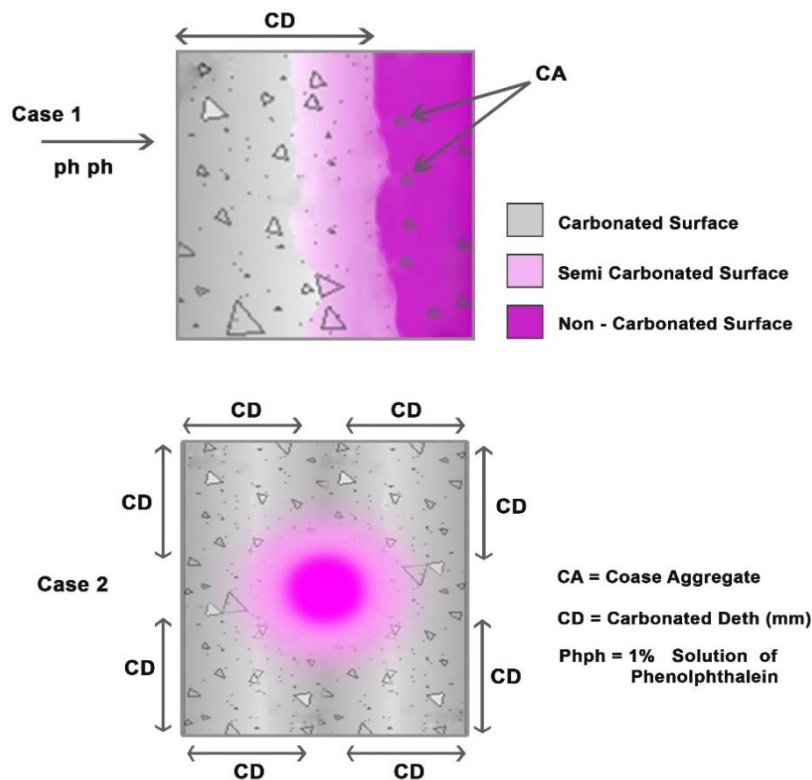 CD
CA
Case 1
ph ph
Carbonated Surface
Semi Carbonated Surface
Non - Carbonated Surface
CD CD
CD CD
Case 2
CA = Coase Aggregate
CD = Carbonated Deth (mm)
CD CD
Phph = 1% Solution of
Phenolphthalein
CD CD